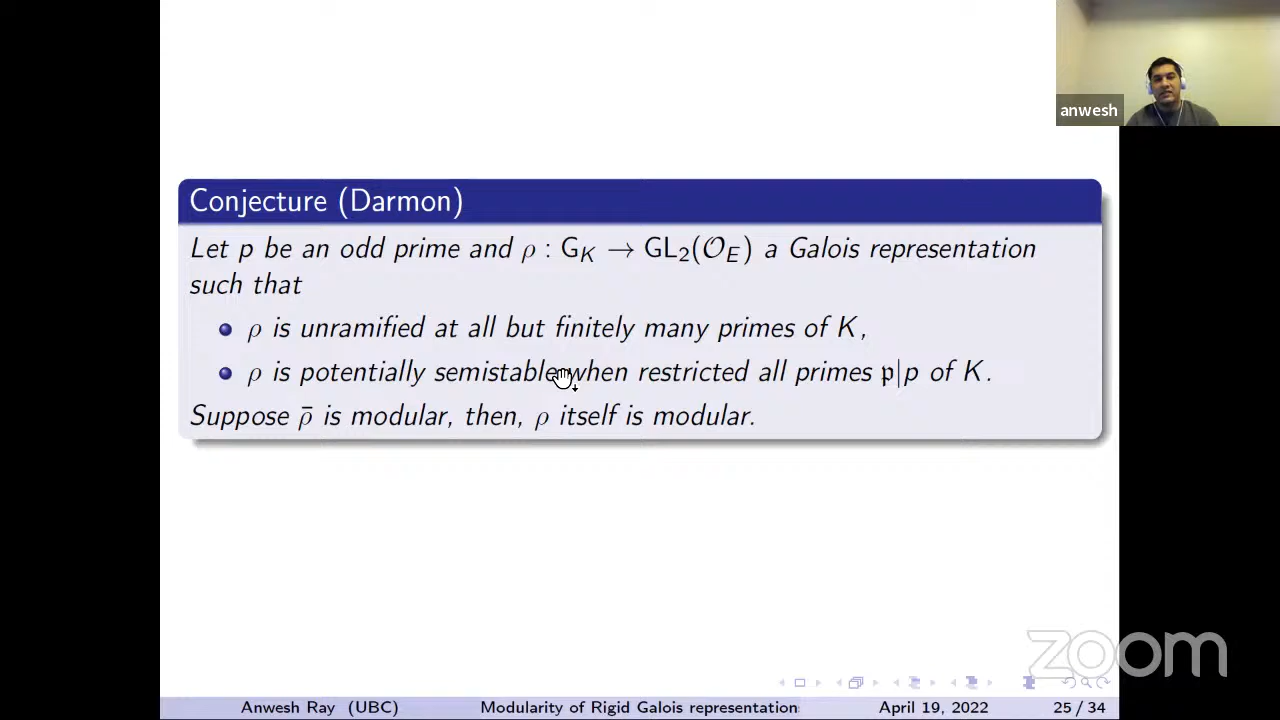 anwesh
Conjecture (Darmon)
Let p be an odd prime and ρ : G_K → GL₂(𝒪_E) a Galois representation
such that
ρ is unramified at all but finitely many primes of K,
ρ is potentially semistable when restricted all primes 𝔭|p of K.
Suppose ρ̄ is modular, then, ρ itself is modular.
zoom
Anwesh Ray (UBC) Modularity of Rigid Galois representation April 19, 2022 25 / 34